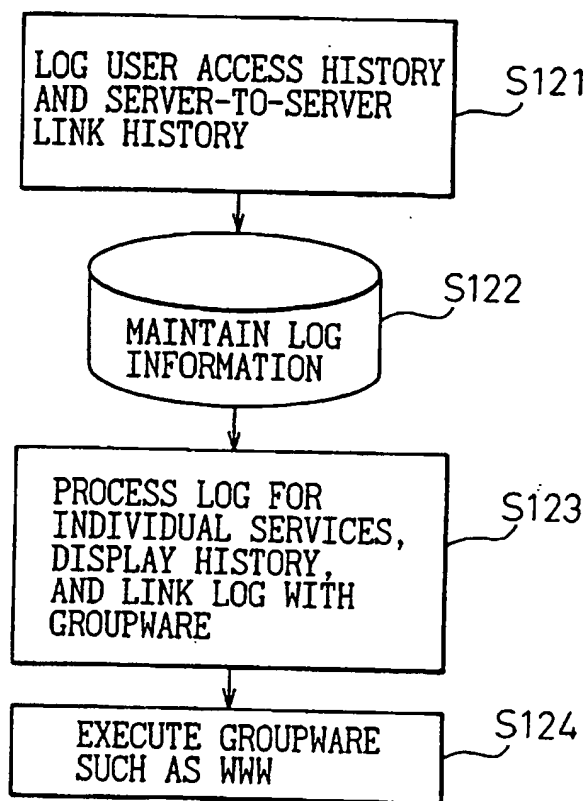 LOG USER ACCESS HISTORY
AND SERVER-TO-SERVER
LINK HISTORY
S121
MAINTAIN LOG
INFORMATION
S122
PROCESS LOG FOR
INDIVIDUAL SERVICES,
DISPLAY HISTORY,
AND LINK LOG WITH
GROUPWARE
S123
EXECUTE GROUPWARE
SUCH AS WWW
S124